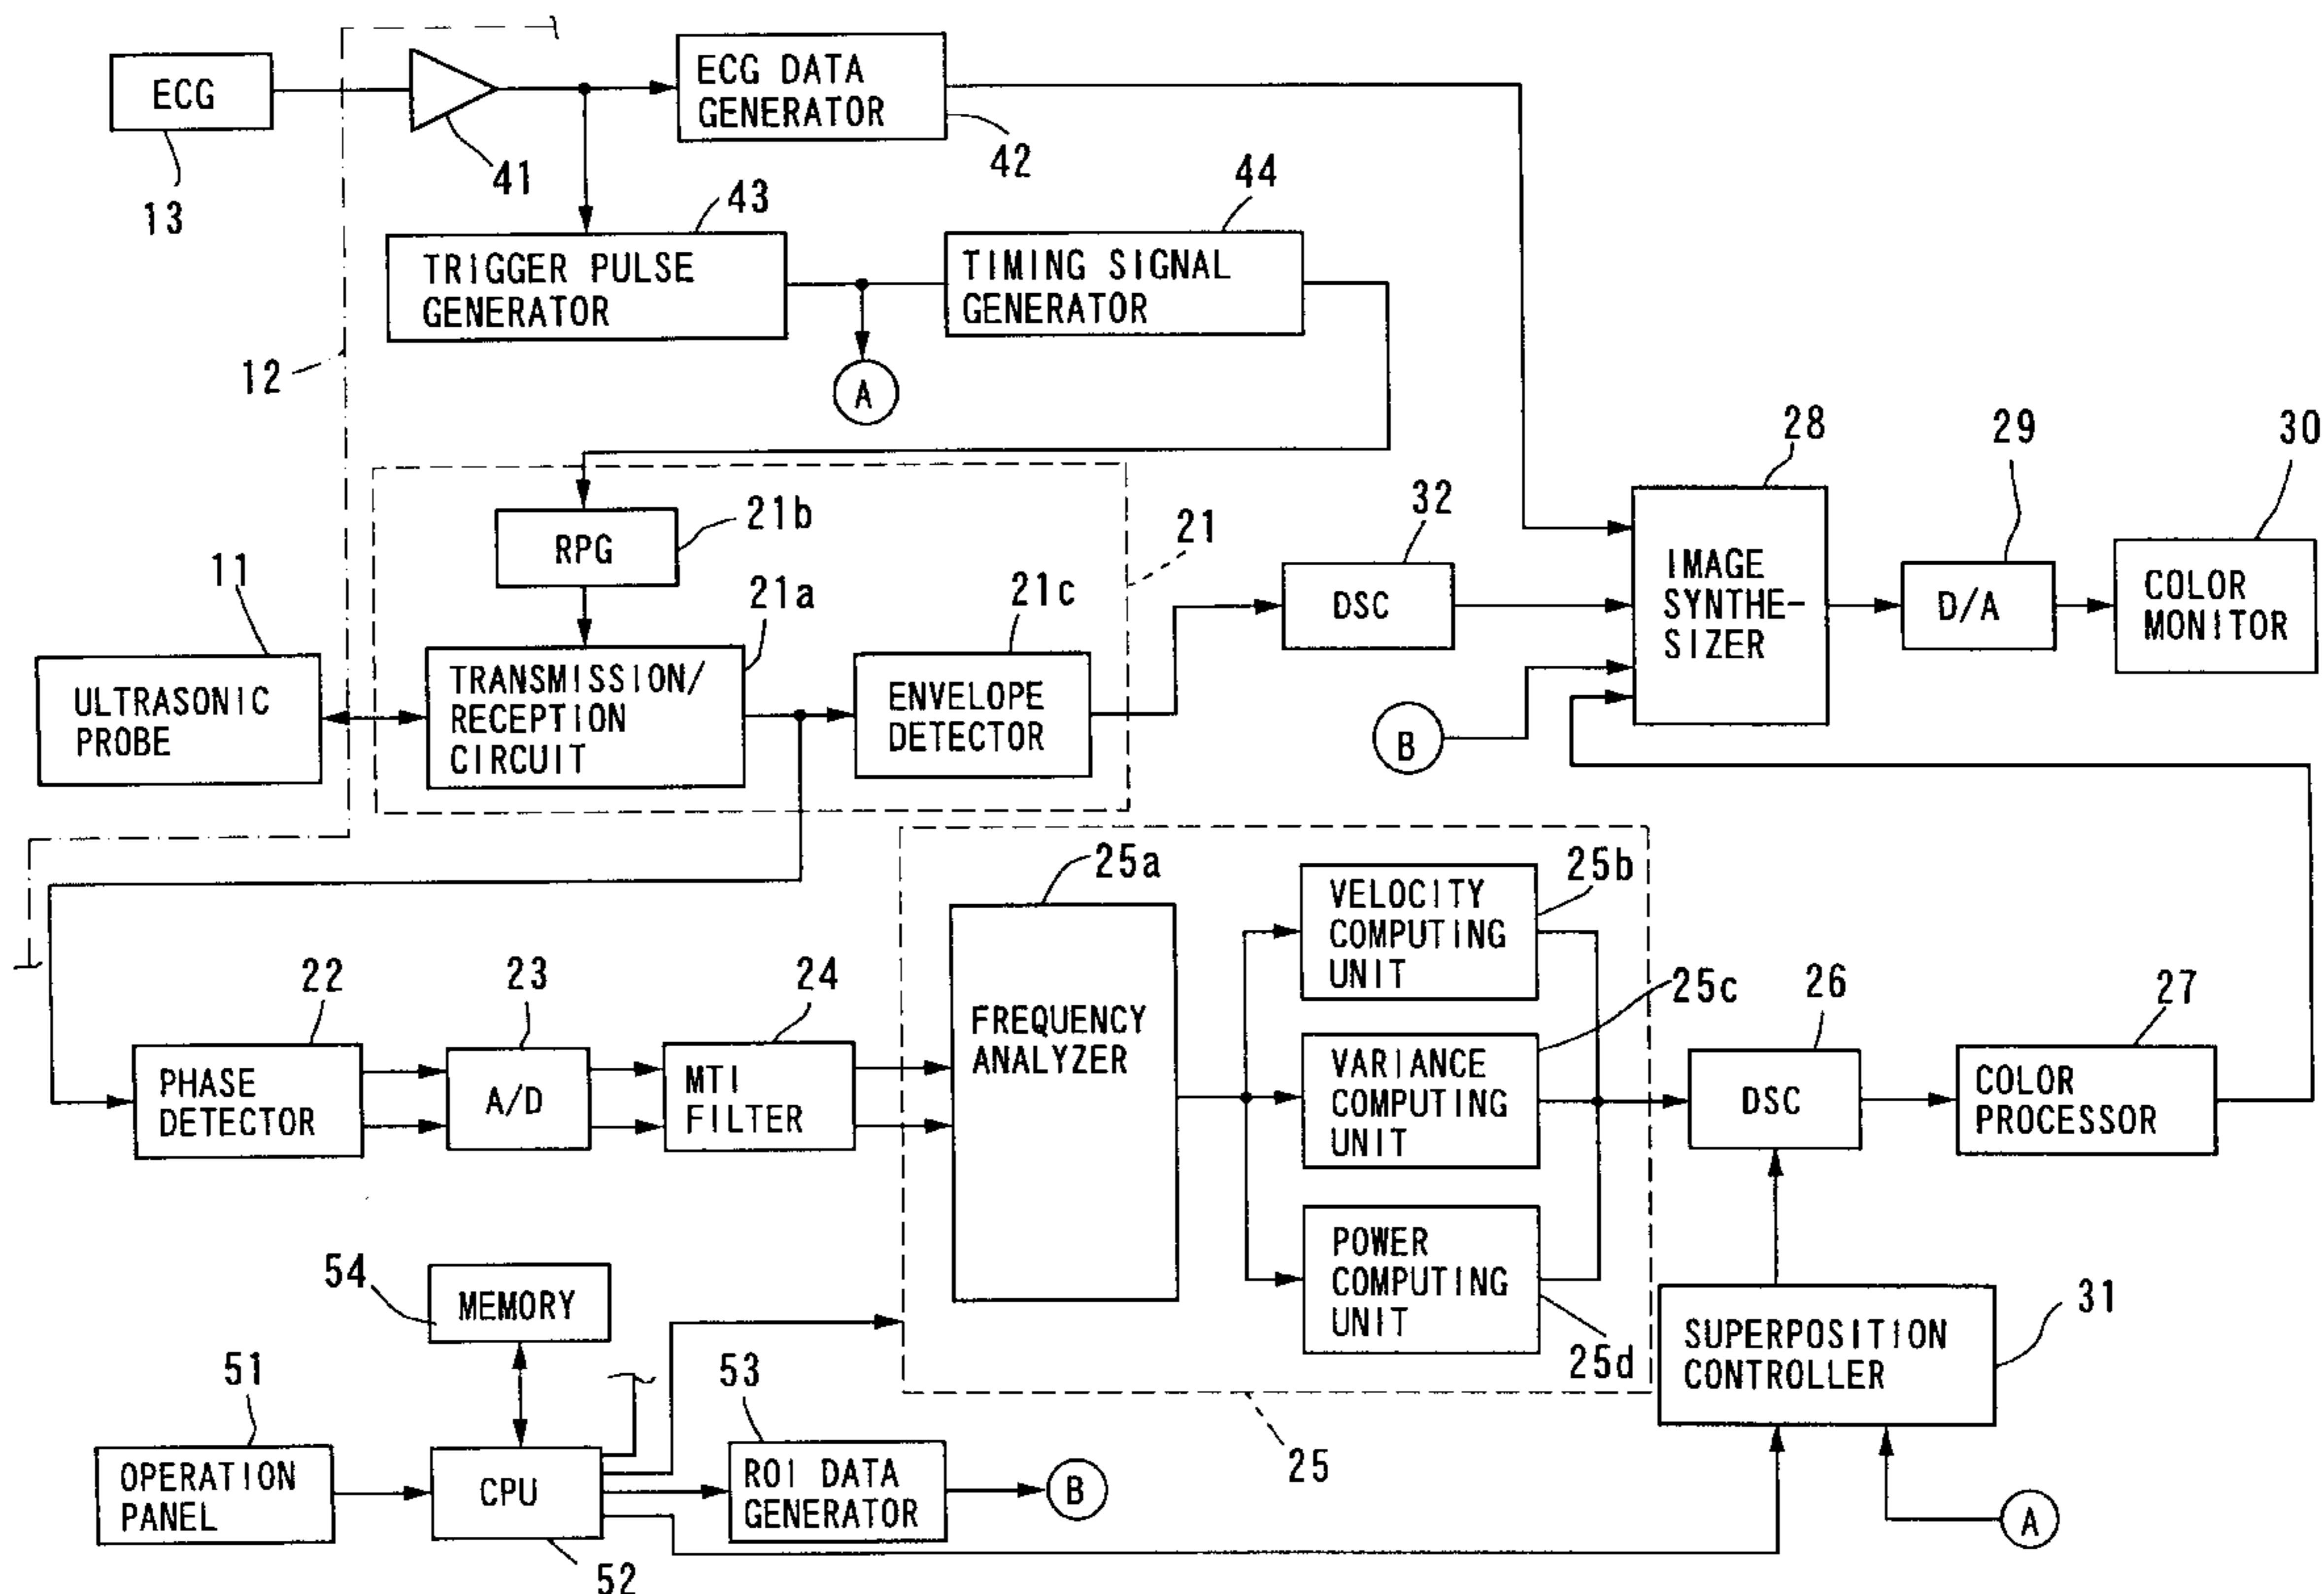 ECG
13
41
ECG DATA
GENERATOR
42
43
TRIGGER PULSE
GENERATOR
44
TIMING SIGNAL
GENERATOR
12
A
RPG
21b
21
21a
21c
11
ULTRASONIC
PROBE
TRANSMISSION/
RECEPTION
CIRCUIT
ENVELOPE
DETECTOR
32
DSC
28
IMAGE
SYNTHE-
SIZER
29
D/A
30
COLOR
MONITOR
B
22
PHASE
DETECTOR
23
A/D
24
MTI
FILTER
25a
FREQUENCY
ANALYZER
25b
VELOCITY
COMPUTING
UNIT
25c
VARIANCE
COMPUTING
UNIT
POWER
COMPUTING
UNIT
25d
25
26
DSC
27
COLOR
PROCESSOR
31
SUPERPOSITION
CONTROLLER
54
MEMORY
51
OPERATION
PANEL
CPU
52
53
ROI DATA
GENERATOR
B
A